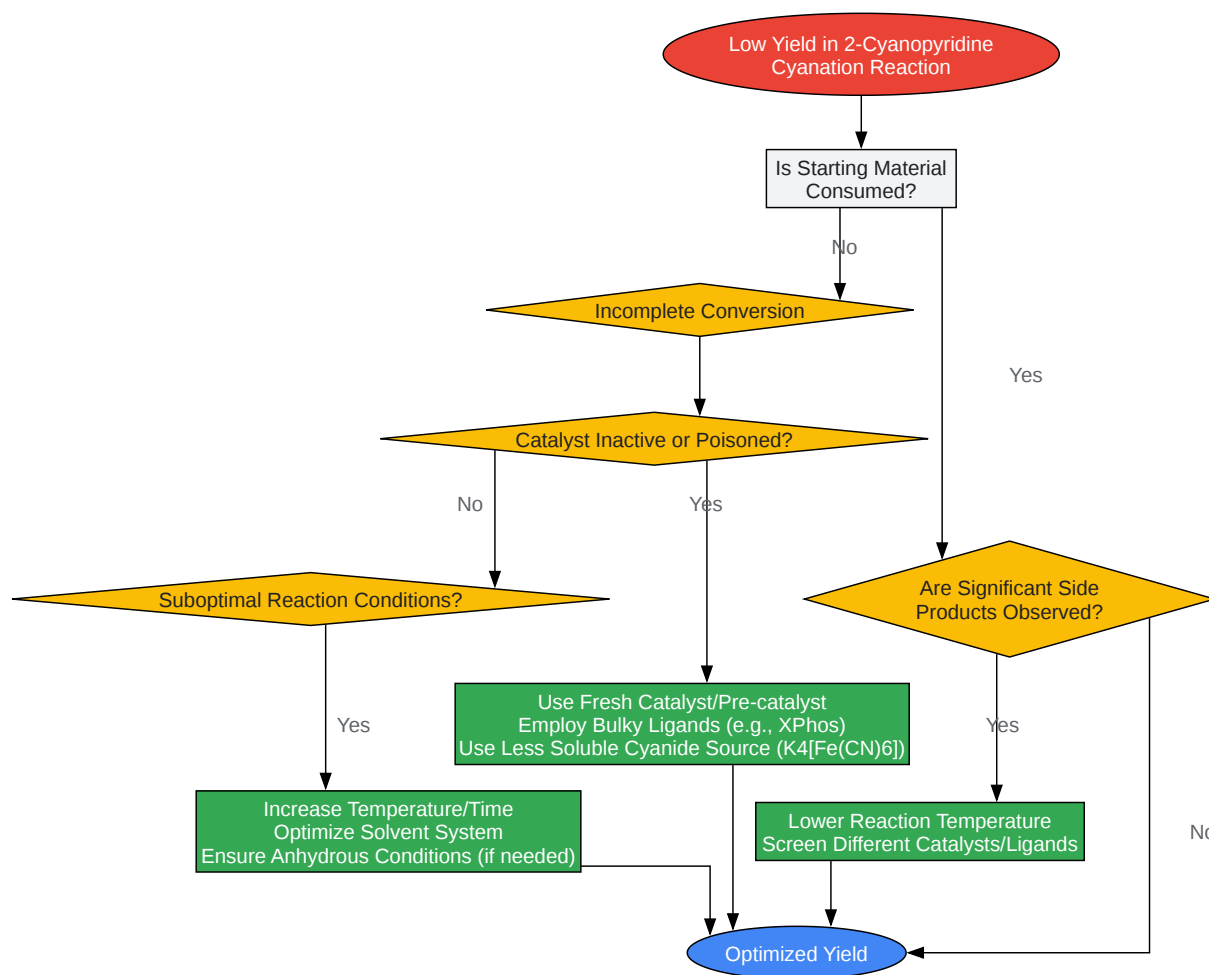 Low Yield in 2-Cyanopyridine
Cyanation Reaction
Is Starting Material
Consumed?
No
Incomplete Conversion
Yes
Catalyst Inactive or Poisoned?
No
Yes
Are Significant Side
Products Observed?
Suboptimal Reaction Conditions?
Use Fresh Catalyst/Pre-catalyst
Employ Bulky Ligands (e.g., XPhos)
Use Less Soluble Cyanide Source (K4[Fe(CN)6])
Yes
Yes
Increase Temperature/Time
Optimize Solvent System
Ensure Anhydrous Conditions (if needed)
Lower Reaction Temperature
Screen Different Catalysts/Ligands
No
Optimized Yield